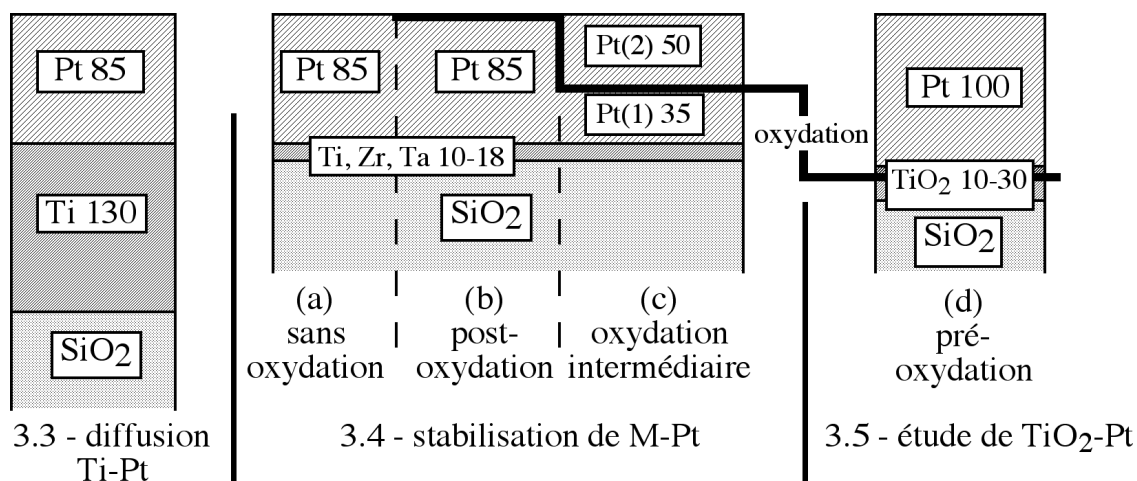 Pt 85
Ti 130
SiO2
3.3 - diffusion
Ti-Pt
Pt 85
Pt 85
Pt(2) 50
Pt(1) 35
Ti, Zr, Ta 10-18
SiO2
(a)
sans
oxydation
(b)
post-
oxydation
(c)
oxydation
intermédiaire
3.4 - stabilisation de M-Pt
oxydation
Pt 100
TiO2 10-30
SiO2
(d)
pré-
oxydation
3.5 - étude de TiO2-Pt